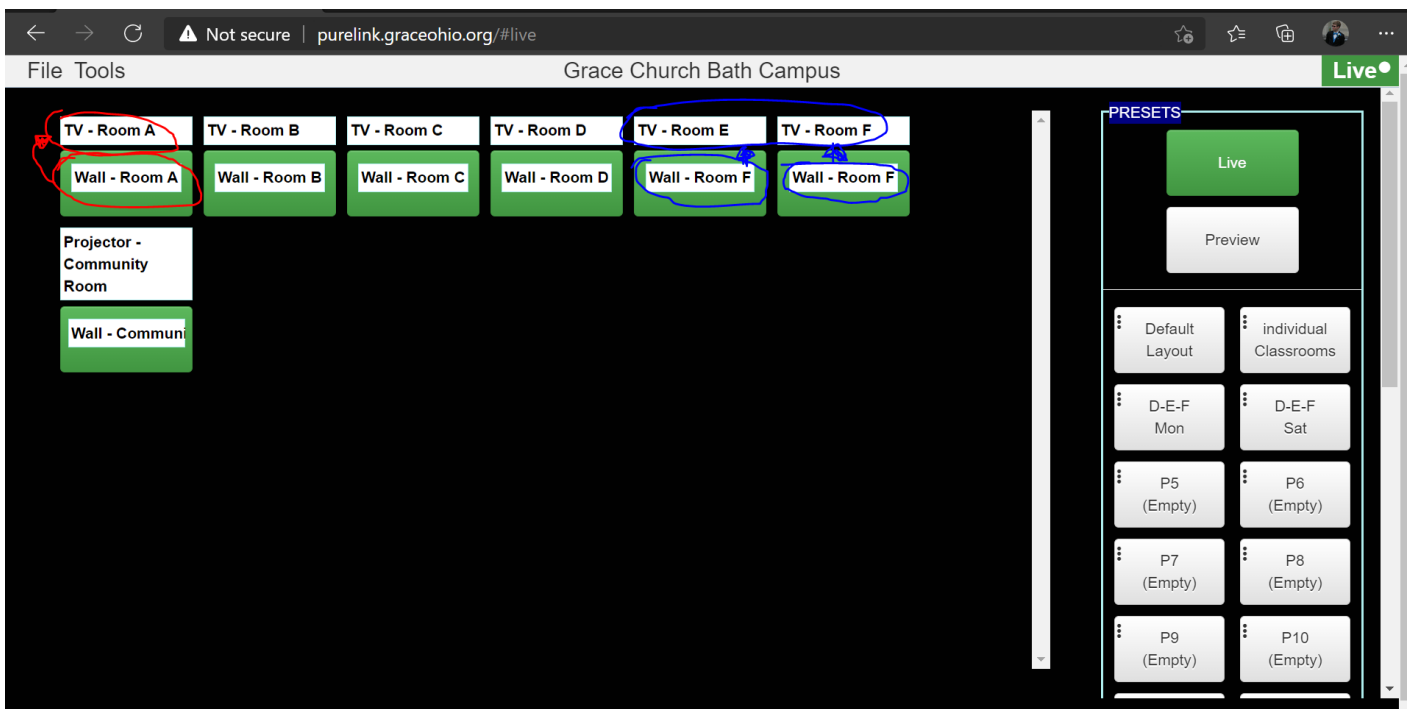 Not secure | purelink.graceohio.org/#live
File Tools Grace Church Bath Campus Live
TV - Room A TV - Room B TV - Room C TV - Room D TV - Room E TV - Room F
Wall - Room A Wall - Room B Wall - Room C Wall - Room D Wall - Room F Wall - Room F
Projector -
Community
Room
Wall - Communi
PRESETS
Live
Preview
Default
Layout
individual
Classrooms
D-E-F
Mon
D-E-F
Sat
P5
(Empty)
P6
(Empty)
P7
(Empty)
P8
(Empty)
P9
(Empty)
P10
(Empty)